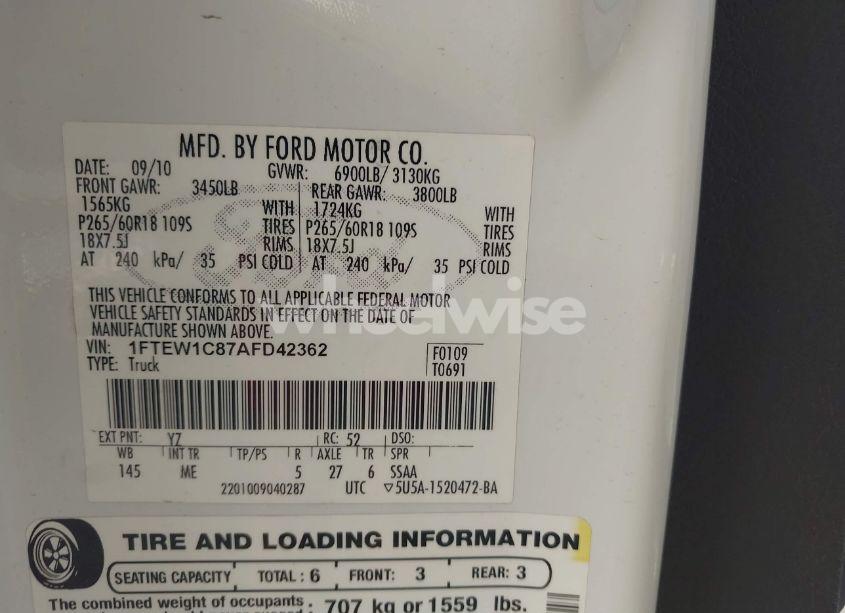 MFD. BY FORD MOTOR CO.
DATE: 09/10 GVWR: 6900LB/ 3130KG
FRONT GAWR: 3450LB REAR GAWR: 3800LB
1565KG WITH 1724KG WITH
P265/60R18 109S TIRES P265/60R18 109S TIRES
18X7.5J RIMS 18X7.5J RIMS
AT 240 kPa/ 35 PSI COLD AT 240 kPa/ 35 PSI COLD
THIS VEHICLE CONFORMS TO ALL APPLICABLE FEDERAL MOTOR
VEHICLE SAFETY STANDARDS IN EFFECT ON THE DATE OF
MANUFACTURE SHOWN ABOVE.
wheelwise
VIN: 1FTEW1C87AFD42362 F0109
TYPE: Truck T0691
EXT PNT: YZ RC: 52 DSO:
WB INT TR TP/PS R AXLE TR SPR
145 ME 5 27 6 SSAA
2201009040287 UTC ▽5U5A-1520472-BA
TIRE AND LOADING INFORMATION
SEATING CAPACITY TOTAL : 6 FRONT: 3 REAR: 3
The combined weight of occupants 707 kg or 1559 lbs.